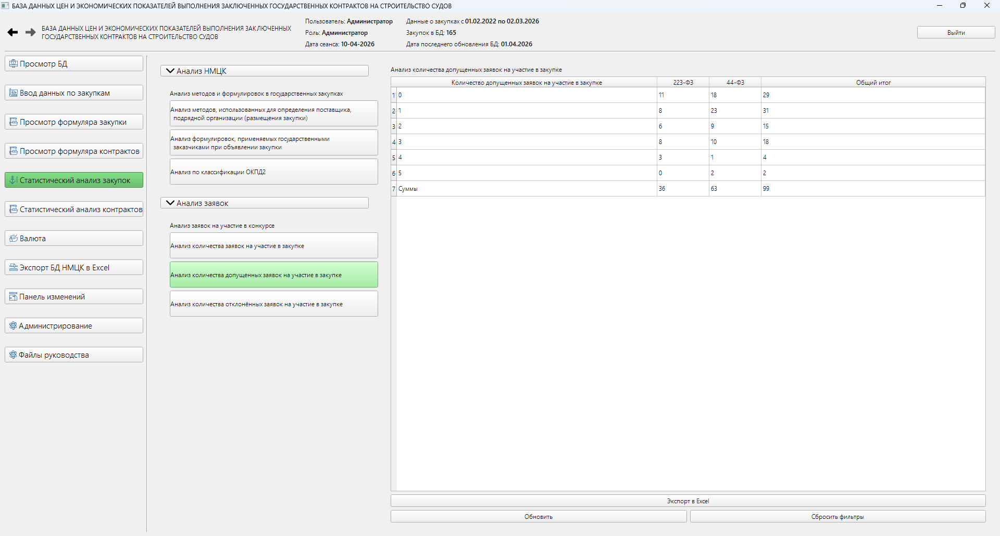 БАЗА ДАННЫХ ЦЕН И ЭКОНОМИЧЕСКИХ ПОКАЗАТЕЛЕЙ ВЫПОЛНЕНИЯ ЗАКЛЮЧЕННЫХ ГОСУДАРСТВЕННЫХ КОНТРАКТОВ НА СТРОИТЕЛЬСТВО СУДОВ
БАЗА ДАННЫХ ЦЕН И ЭКОНОМИЧЕСКИХ ПОКАЗАТЕЛЕЙ ВЫПОЛНЕНИЯ ЗАКЛЮЧЕННЫХ
ГОСУДАРСТВЕННЫХ КОНТРАКТОВ НА СТРОИТЕЛЬСТВО СУДОВ
Пользователь: Администратор
Роль: Администратор
Дата сеанса: 10-04-2026
Данные о закупках с 01.02.2022 по 02.03.2026
Закупок в БД: 165
Дата последнего обновления БД: 01.04.2026
Выйти
Просмотр БД
Ввод данных по закупкам
Просмотр формуляра закупки
Просмотр формуляра контрактов
Статистический анализ закупок
Статистический анализ контрактов
Валюта
Экспорт БД НМЦК в Excel
Панель изменений
Администрирование
Файлы руководства
Анализ НМЦК
Анализ методов и формулировок в государственных закупках
Анализ методов, использованных для определения поставщика,
подрядной организации (размещения закупки)
Анализ формулировок, применяемых государственными
заказчиками при объявлении закупки
Анализ по классификации ОКПД2
Анализ заявок
Анализ заявок на участие в конкурсе
Анализ количества заявок на участие в закупке
Анализ количества допущенных заявок на участие в закупке
Анализ количества отклонённых заявок на участие в закупке
Анализ количества допущенных заявок на участие в закупке
Количество допущенных заявок на участие в закупке 223-ФЗ 44-ФЗ Общий итог
1 0 11 18 29
2 1 8 23 31
3 2 6 9 15
4 3 8 10 18
5 4 3 1 4
6 5 0 2 2
7 Суммы 36 63 99
Экспорт в Excel
Обновить
Сбросить фильтры